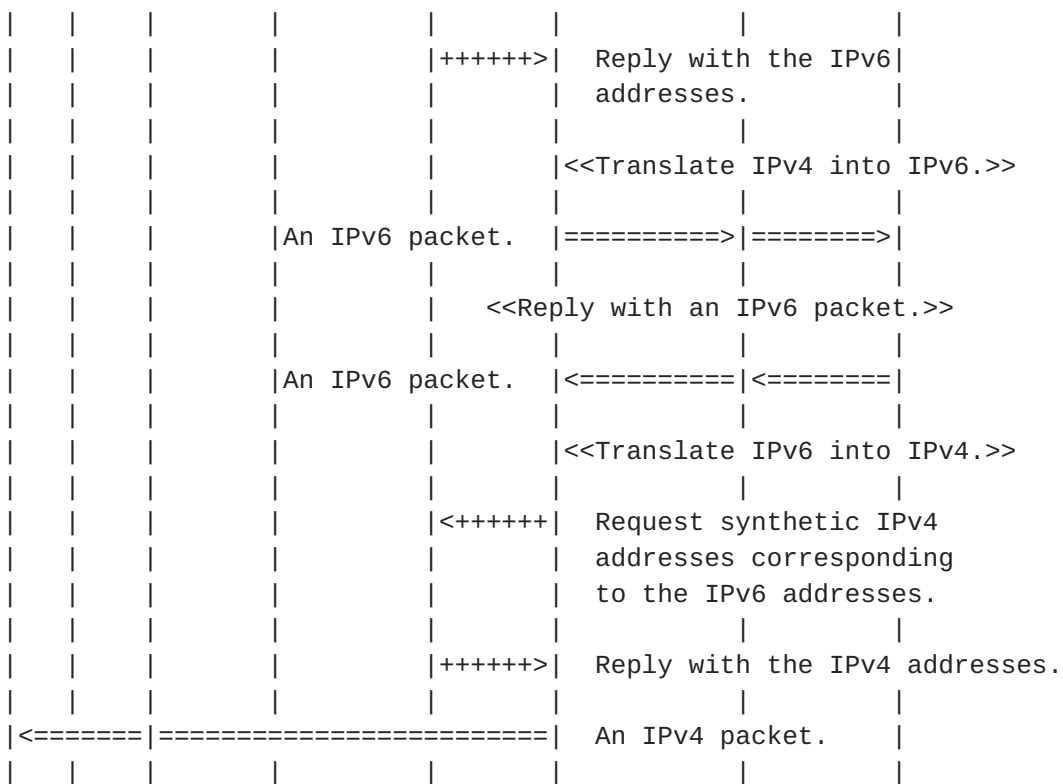 |   |    |       |         |       |           |         |
|   |    |       |         |++++++>|  Reply with the IPv6|
|   |    |       |         |       |  addresses.         |
|   |    |       |         |       |           |         |
|   |    |       |         |       |<<Translate IPv4 into IPv6.>>
|   |    |       |         |       |           |         |
|   |    |       |An IPv6 packet.  |==========>|========>|
|   |    |       |         |       |           |         |
|   |    |       |         |   <<Reply with an IPv6 packet.>>
|   |    |       |         |       |           |         |
|   |    |       |An IPv6 packet.  |<==========|<========|
|   |    |       |         |       |           |         |
|   |    |       |         |       |<<Translate IPv6 into IPv4.>>
|   |    |       |         |       |           |         |
|   |    |       |         |<++++++|  Request synthetic IPv4
|   |    |       |         |       |  addresses corresponding
|   |    |       |         |       |  to the IPv6 addresses.
|   |    |       |         |       |           |         |
|   |    |       |         |++++++>|  Reply with the IPv4 addresses.
|   |    |       |         |       |           |         |
|<=======|=========================|  An IPv4 packet.    |
|   |    |       |         |       |           |         |